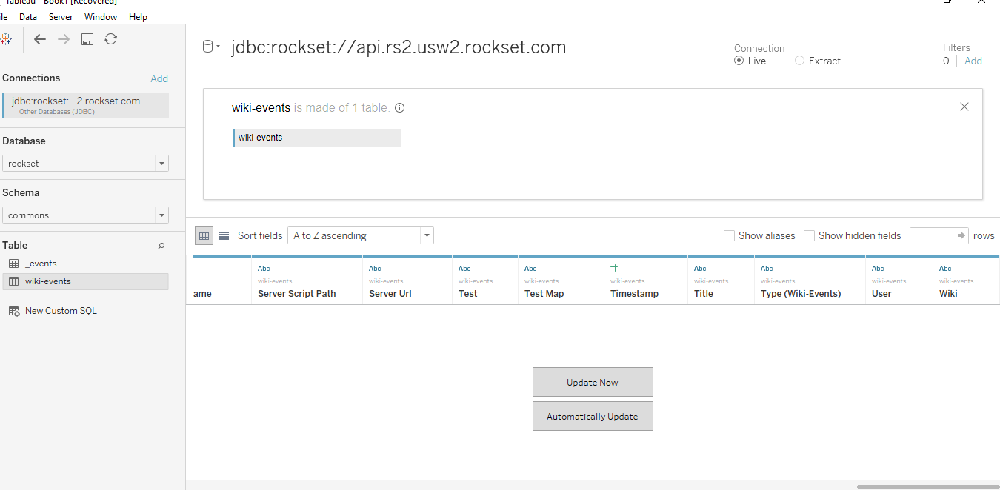 Tableau - Book1 [Recovered]
ile Data Server Window Help
jdbc:rockset://api.rs2.usw2.rockset.com
Connection
Live Extract
Filters
0 Add
Connections Add
jdbc:rockset:...2.rockset.com
Other Databases (JDBC)
Database
rockset
Schema
commons
Table
_events
wiki-events
New Custom SQL
wiki-events is made of 1 table.
wiki-events
Sort fields A to Z ascending Show aliases Show hidden fields rows
Abc Abc Abc Abc # Abc Abc Abc Abc
wiki-events wiki-events wiki-events wiki-events wiki-events wiki-events wiki-events wiki-events wiki-events
ame Server Script Path Server Url Test Test Map Timestamp Title Type (Wiki-Events) User Wiki
Update Now
Automatically Update